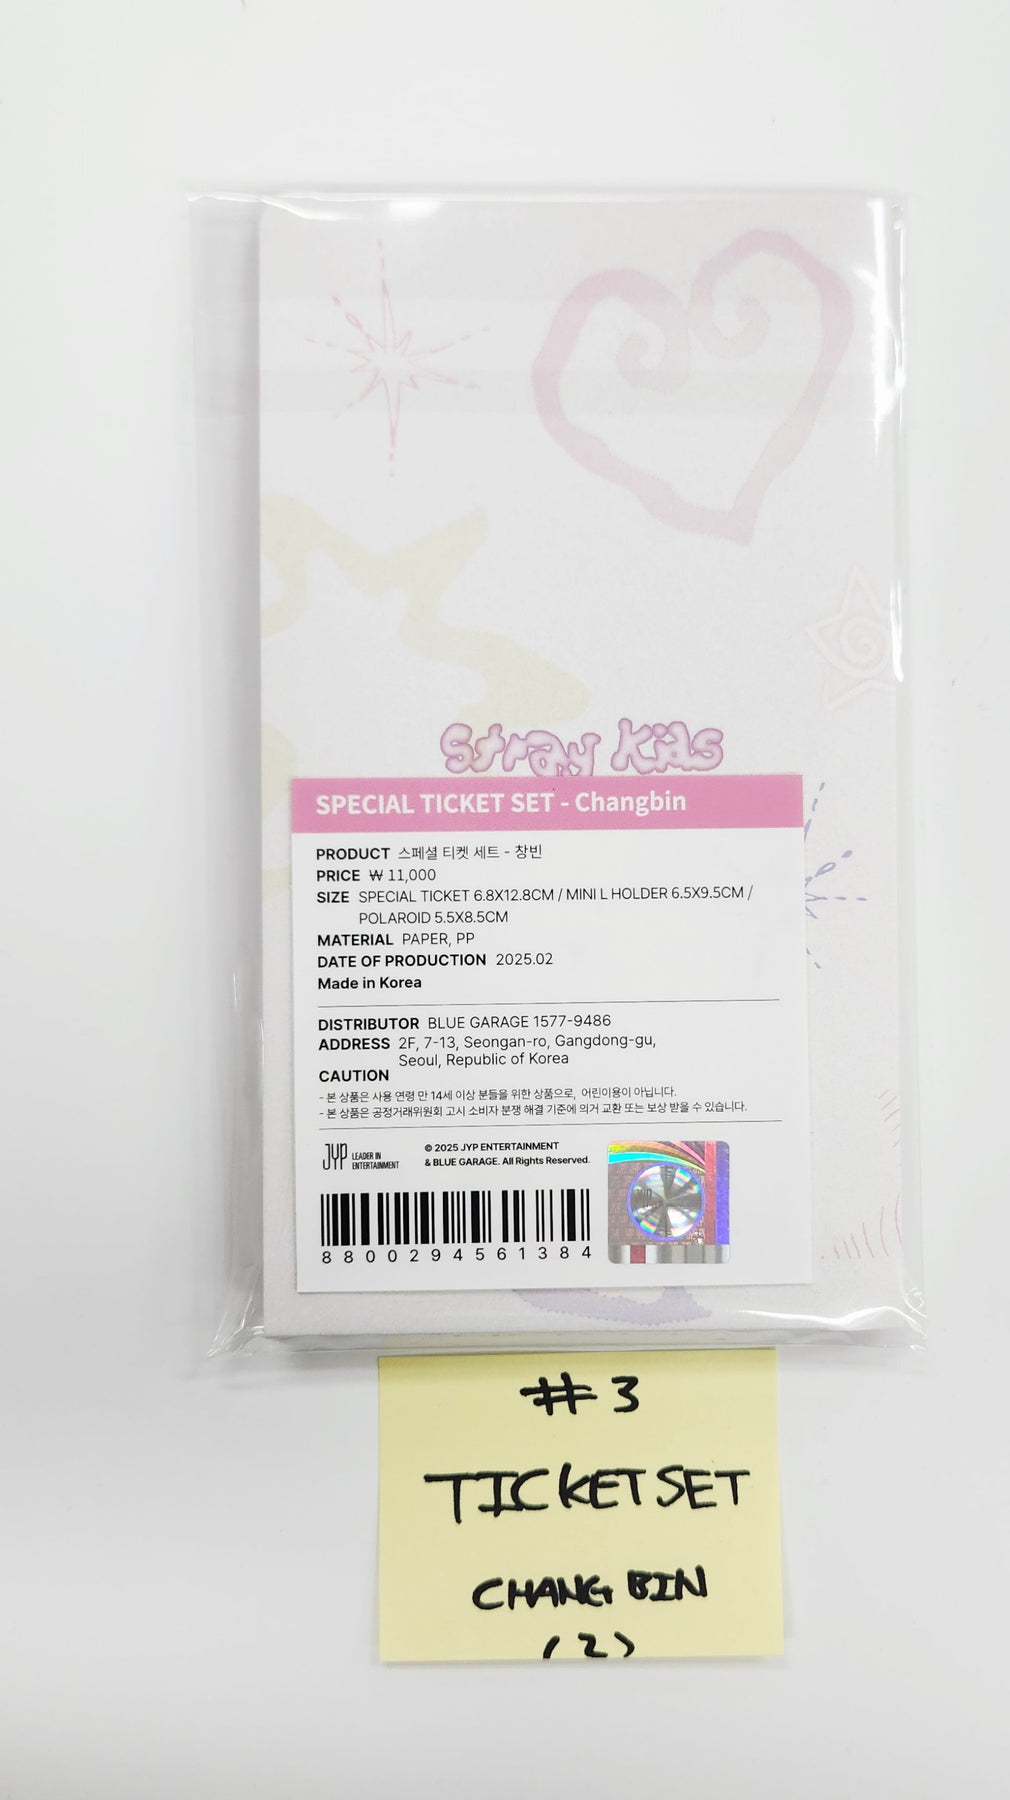 Stray Kids
SPECIAL TICKET SET - Changbin
PRODUCT 스페셜 티켓 세트 - 창빈
PRICE ₩ 11,000
SIZE SPECIAL TICKET 6.8X12.8CM / MINI L HOLDER 6.5X9.5CM /
POLAROID 5.5X8.5CM
MATERIAL PAPER, PP
DATE OF PRODUCTION 2025.02
Made in Korea
DISTRIBUTOR BLUE GARAGE 1577-9486
ADDRESS 2F, 7-13, Seongan-ro, Gangdong-gu,
Seoul, Republic of Korea
CAUTION
- 본 상품은 사용 연령 만 14세 이상 분들을 위한 상품으로, 어린이용이 아닙니다.
- 본 상품은 공정거래위원회 고시 소비자 분쟁 해결 기준에 의거 교환 또는 보상 받을 수 있습니다.
JYP LEADER IN
ENTERTAINMENT
© 2025 JYP ENTERTAINMENT
& BLUE GARAGE. All Rights Reserved.
8800294561384
#3
TICKET SET
CHANG BIN
(2)